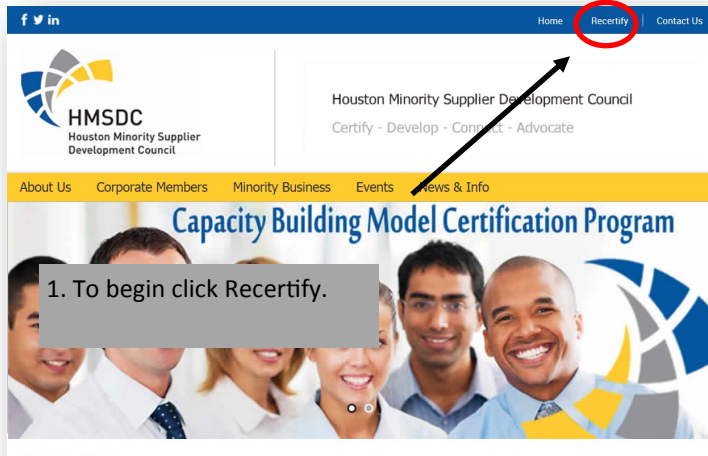 f in
Home Recertify Contact Us
HMSDC
Houston Minority Supplier
Development Council
Houston Minority Supplier Development Council
Certify - Develop - Connect - Advocate
About Us Corporate Members Minority Business Events News & Info
Capacity Building Model Certification Program
1. To begin click Recertify.